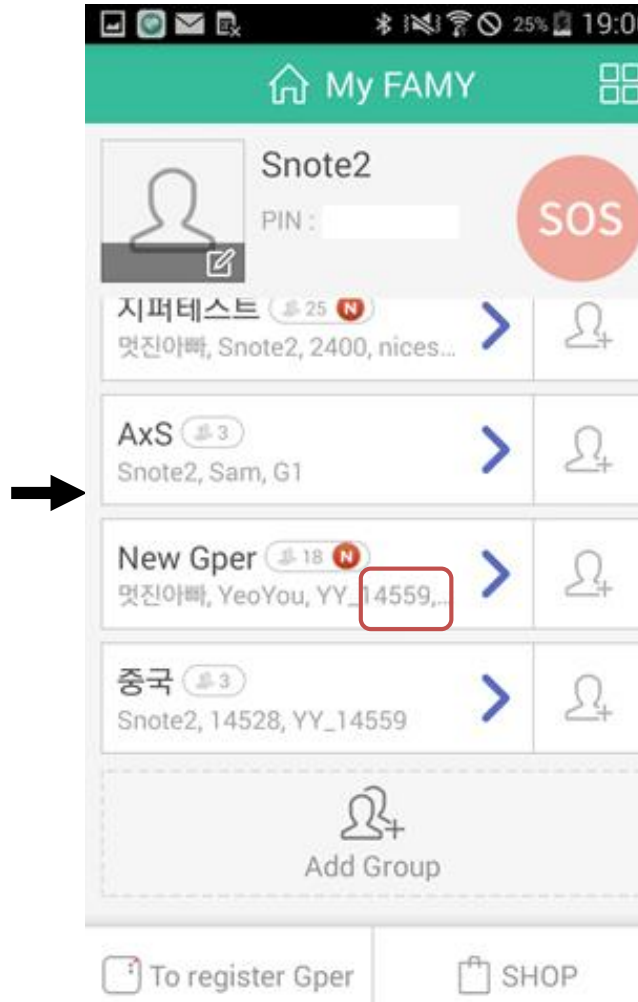 25% 19:0
My FAMY
Snote2
PIN :
SOS
지퍼테스트 25 N
멋진아빠, Snote2, 2400, nices...
AxS 3
Snote2, Sam, G1
New Gper 18 N
멋진아빠, YeoYou, YY_14559,...
중국 3
Snote2, 14528, YY_14559
Add Group
To register Gper
SHOP